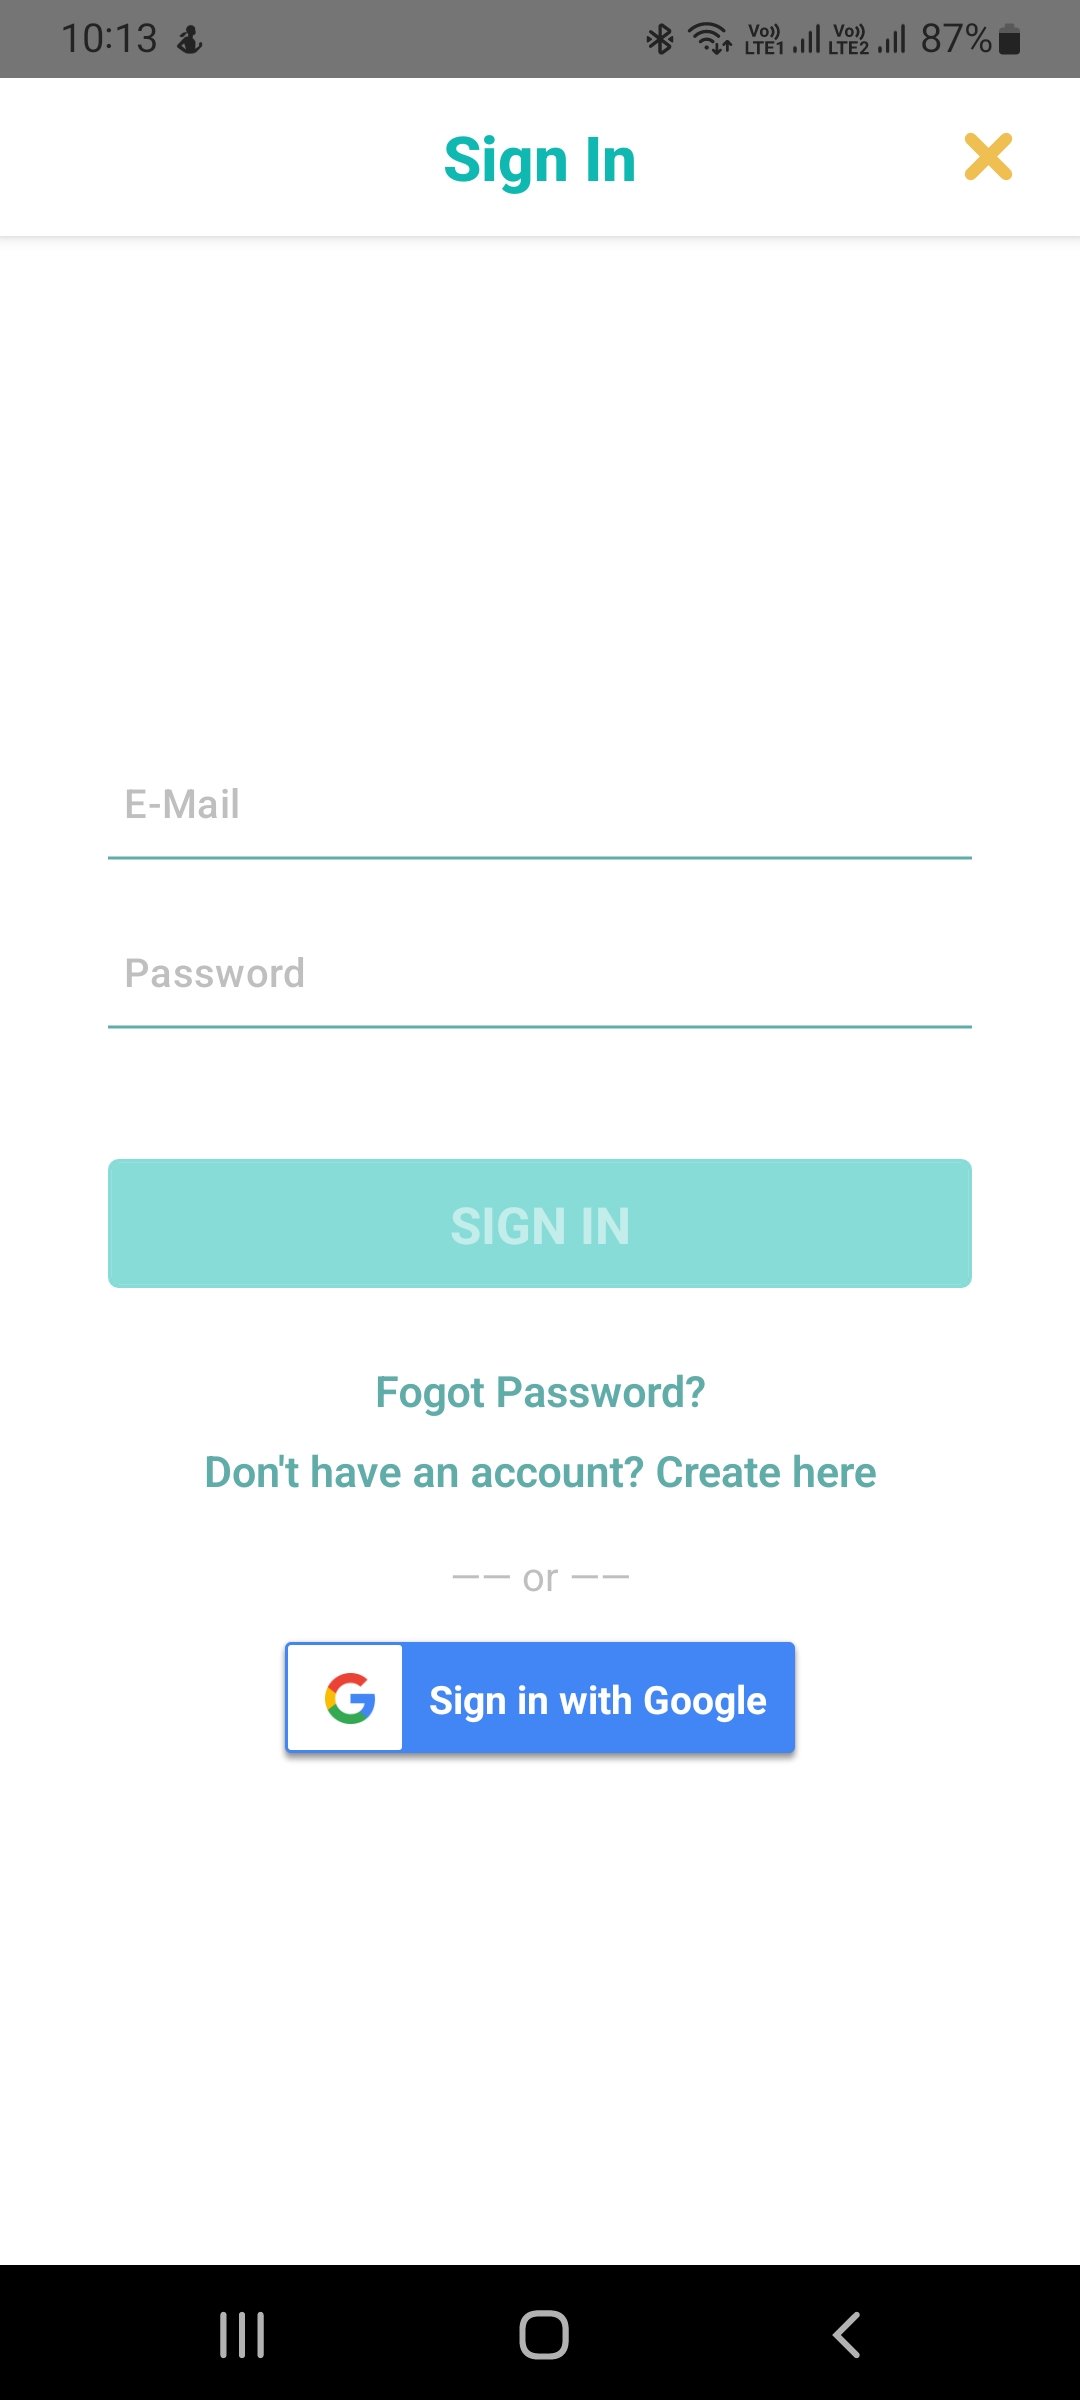 10:13 Vo)) LTE1 Vo)) LTE2 87%
Sign In
E-Mail
Password
SIGN IN
Fogot Password?
Don't have an account? Create here
—— or ——
G Sign in with Google